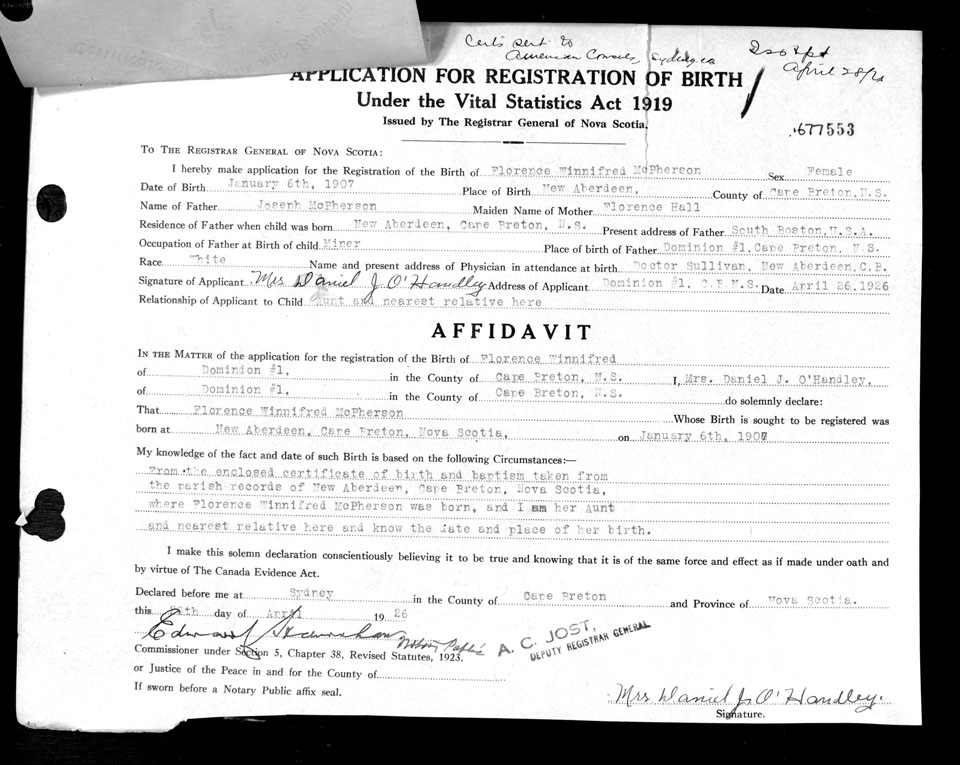 Certs sent to
American Consul, Sydney, CB
April 28/26
APPLICATION FOR REGISTRATION OF BIRTH
Under the Vital Statistics Act 1919
Issued by The Registrar General of Nova Scotia.
677553
TO THE REGISTRAR GENERAL OF NOVA SCOTIA:
I hereby make application for the Registration of the Birth of Florence Winnifred McPherson Sex Female
Date of Birth January 6th, 1907 Place of Birth New Aberdeen, County of Cape Breton, N.S.
Name of Father Joseph McPherson Maiden Name of Mother Florence Hall
Residence of Father when child was born New Aberdeen, Cape Breton, N.S. Present address of Father South Boston, U.S.A.
Occupation of Father at Birth of child Miner Place of birth of Father Dominion #1, Cape Breton, N.S.
Race White Name and present address of Physician in attendance at birth Doctor Sullivan, New Aberdeen, C.B.
Signature of Applicant Mrs Daniel J. O'Handley Address of Applicant Dominion #1, C.B N.S. Date April 26, 1926
Relationship of Applicant to Child Aunt and nearest relative here
AFFIDAVIT
IN THE MATTER of the application for the registration of the Birth of Florence Winnifred
of Dominion #1, in the County of Cape Breton, N.S. I, Mrs. Daniel J. O'Handley,
of Dominion #1, in the County of Cape Breton, N.S. do solemnly declare:
That Florence Winnifred McPherson Whose Birth is sought to be registered was
born at New Aberdeen, Cape Breton, Nova Scotia, on January 6th, 1907
My knowledge of the fact and date of such Birth is based on the following Circumstances:—
From the enclosed certificate of birth and baptism taken from
the parish records of New Aberdeen, Cape Breton, Nova Scotia,
where Florence Winnifred McPherson was born, and I am her Aunt
and nearest relative here and know the date and place of her birth.
I make this solemn declaration conscientiously believing it to be true and knowing that it is of the same force and effect as if made under oath and
by virtue of The Canada Evidence Act.
Declared before me at Sydney in the County of Cape Breton and Province of Nova Scotia.
this day of April 1926
Edward Notary Public
A. C. JOST,
DEPUTY REGISTRAR GENERAL
Commissioner under Section 5, Chapter 38, Revised Statutes, 1923.
or Justice of the Peace in and for the County of
If sworn before a Notary Public affix seal.
Mrs Daniel J. O'Handley.
Signature.